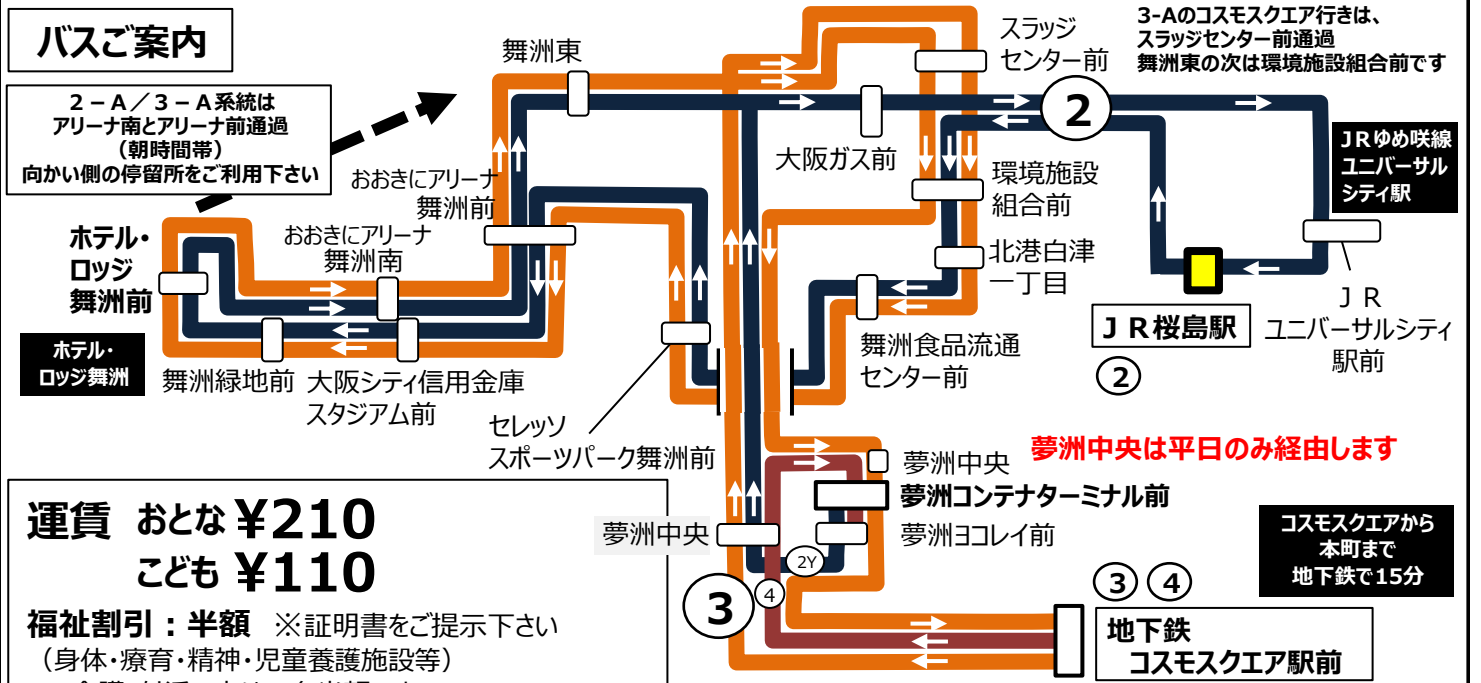 バスご案内
2-A/3-A系統は
アリーナ南とアリーナ前通過
(朝時間帯)
向かい側の停留所をご利用下さい
舞洲東
スラッジ
センター前
3-Aのコスモスクエア行きは、
スラッジセンター前通過
舞洲東の次は環境施設組合前です
2
大阪ガス前
JRゆめ咲線
ユニバーサル
シティ駅
環境施設
組合前
おおきにアリーナ
舞洲前
おおきにアリーナ
舞洲南
ホテル・
ロッジ
舞洲前
北港白津
一丁目
JR桜島駅
②
JR
ユニバーサルシティ
駅前
ホテル・
ロッジ舞洲
舞洲緑地前
大阪シティ信用金庫
スタジアム前
舞洲食品流通
センター前
セレッソ
スポーツパーク舞洲前
夢洲中央
夢洲中央は平日のみ経由します
夢洲コンテナターミナル前
夢洲中央
夢洲ヨコレイ前
2Y
4
3
コスモスクエアから
本町まで
地下鉄で15分
③ ④
地下鉄
コスモスクエア駅前
運賃 おとな ¥210
こども ¥110
福祉割引:半額 ※証明書をご提示下さい
(身体・療育・精神・児童養護施設等)